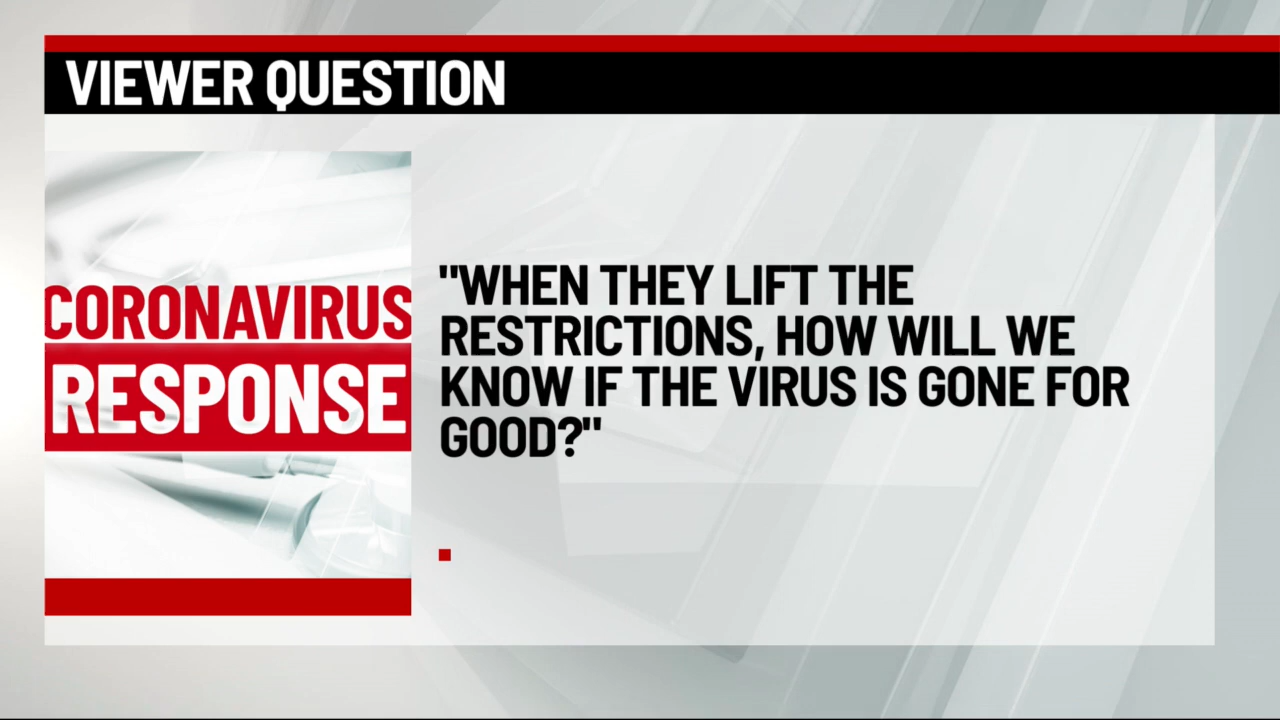 VIEWER QUESTION
CORONAVIRUS
RESPONSE
"WHEN THEY LIFT THE
RESTRICTIONS, HOW WILL WE
KNOW IF THE VIRUS IS GONE FOR
GOOD?"